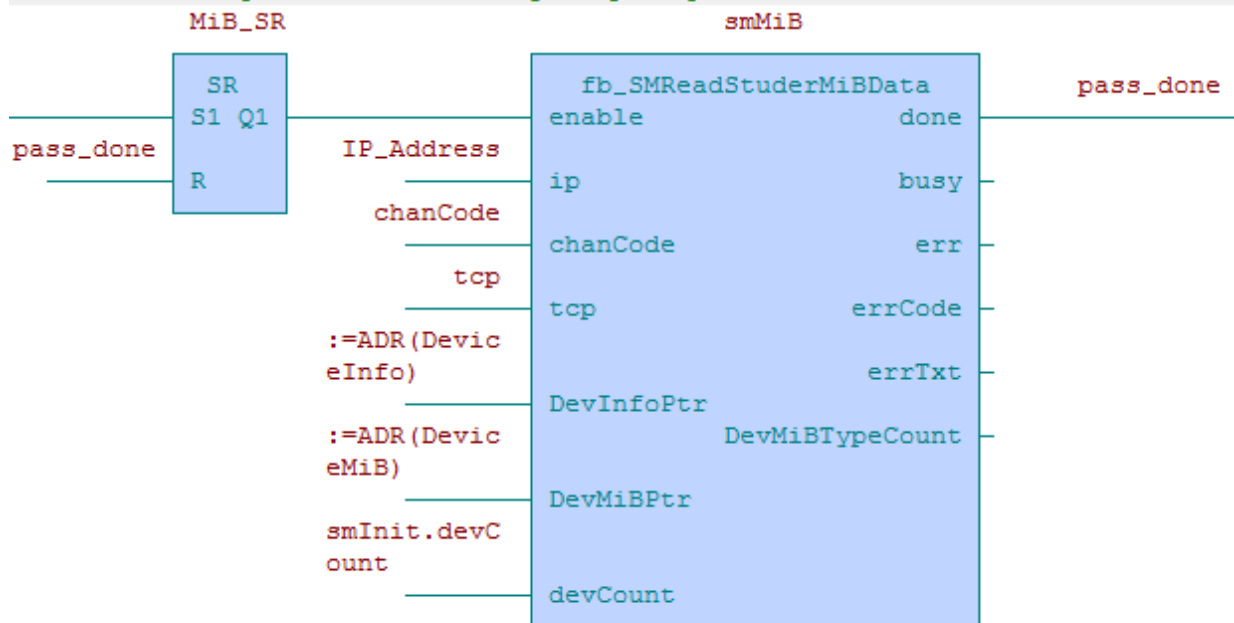 MiB_SR
smMiB
SR
fb_SMReadStuderMiBData
pass_done
S1 Q1
enable
done
pass_done
IP_Address
R
ip
busy
chanCode
chanCode
err
tcp
tcp
errCode
:=ADR(Devic
eInfo)
errTxt
DevInfoPtr
:=ADR(Devic
eMiB)
DevMiBTypeCount
DevMiBPtr
smInit.devC
ount
devCount